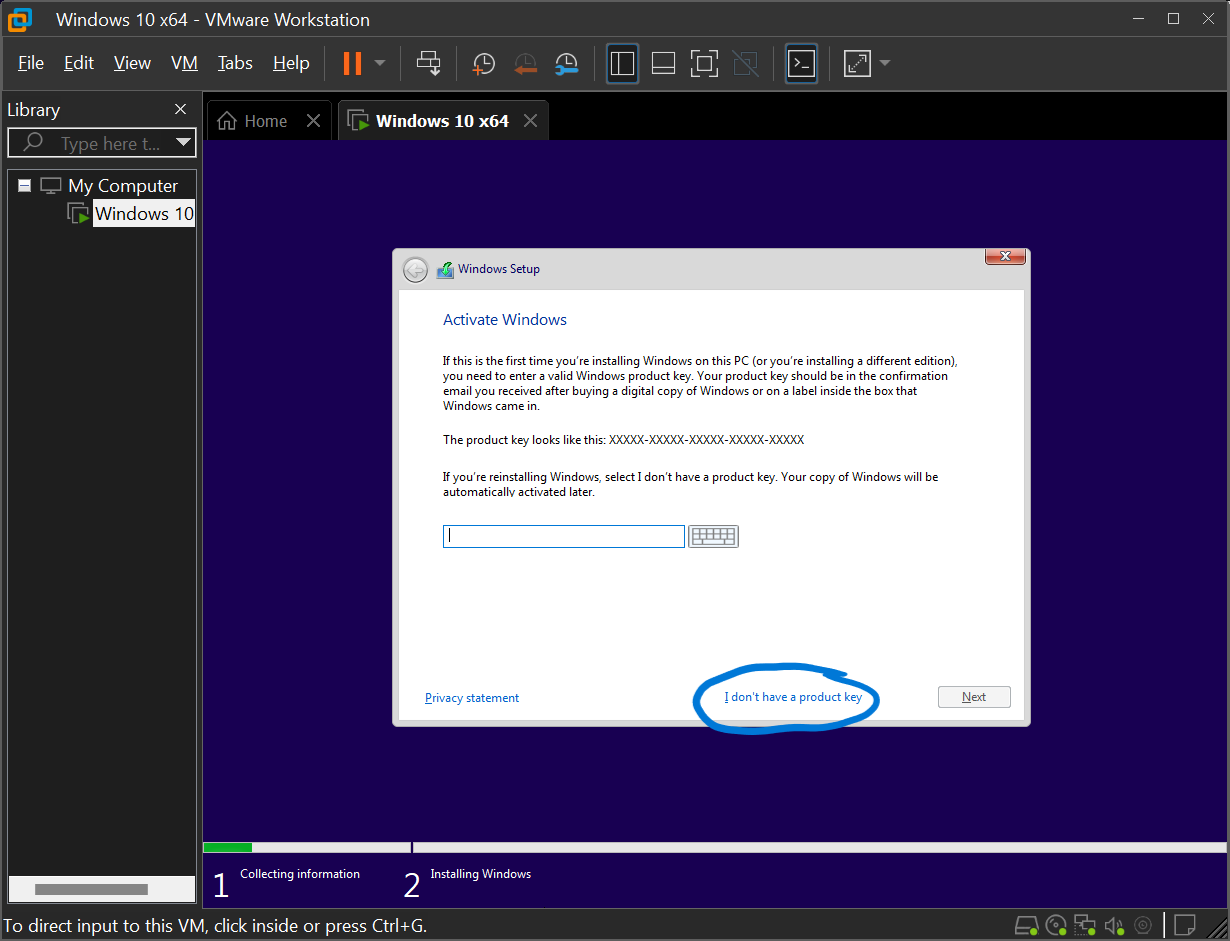 Windows 10 x64 - VMware Workstation
File Edit View VM Tabs Help
Library
Home
Windows 10 x64
Type here t...
My Computer
Windows 10
Windows Setup
Activate Windows
If this is the first time you're installing Windows on this PC (or you're installing a different edition),
you need to enter a valid Windows product key. Your product key should be in the confirmation
email you received after buying a digital copy of Windows or on a label inside the box that
Windows came in.
The product key looks like this: XXXXX-XXXXX-XXXXX-XXXXX-XXXXX
If you're reinstalling Windows, select I don't have a product key. Your copy of Windows will be
automatically activated later.
Privacy statement
I don't have a product key
Next
1 Collecting information
2 Installing Windows
To direct input to this VM, click inside or press Ctrl+G.